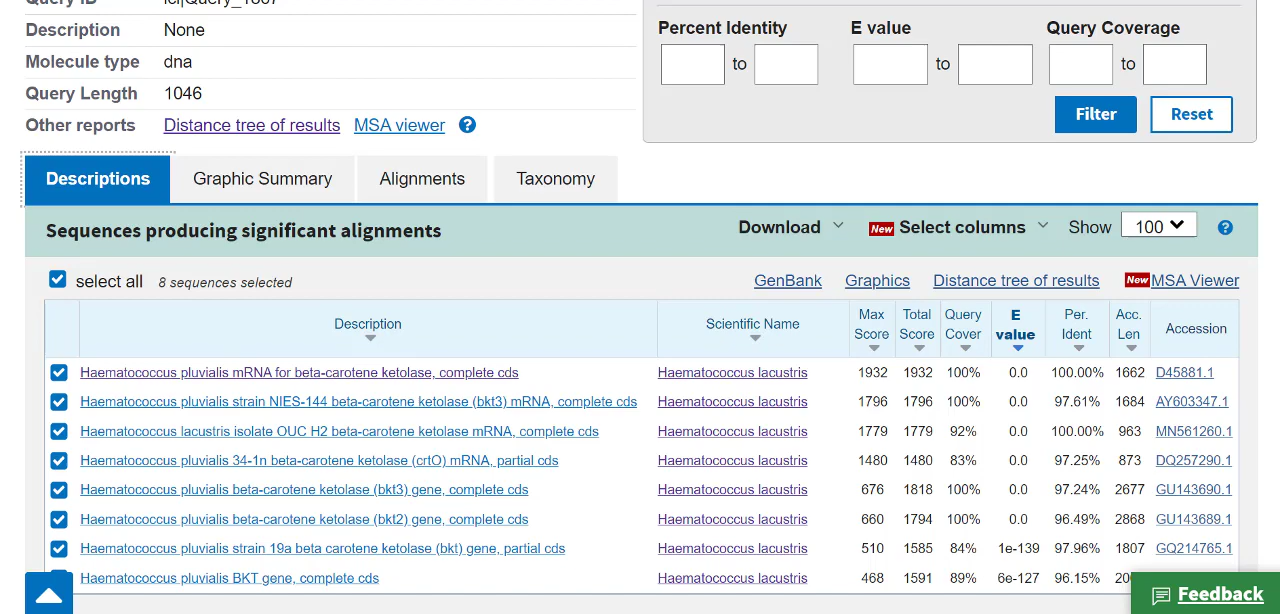 Description None
Molecule type dna
Query Length 1046
Other reports Distance tree of results MSA viewer ?
Percent Identity E value Query Coverage
to to to
Filter Reset
Descriptions Graphic Summary Alignments Taxonomy
Sequences producing significant alignments Download New Select columns Show 100 ?
select all 8 sequences selected GenBank Graphics Distance tree of results New MSA Viewer
Description Scientific Name Max Score Total Score Query Cover E value Per. Ident Acc. Len Accession
Haematococcus pluvialis mRNA for beta-carotene ketolase, complete cds Haematococcus lacustris 1932 1932 100% 0.0 100.00% 1662 D45881.1
Haematococcus pluvialis strain NIES-144 beta-carotene ketolase (bkt3) mRNA, complete cds Haematococcus lacustris 1796 1796 100% 0.0 97.61% 1684 AY603347.1
Haematococcus lacustris isolate OUC H2 beta-carotene ketolase mRNA, complete cds Haematococcus lacustris 1779 1779 92% 0.0 100.00% 963 MN561260.1
Haematococcus pluvialis 34-1n beta-carotene ketolase (crtO) mRNA, partial cds Haematococcus lacustris 1480 1480 83% 0.0 97.25% 873 DQ257290.1
Haematococcus pluvialis beta-carotene ketolase (bkt3) gene, complete cds Haematococcus lacustris 676 1818 100% 0.0 97.24% 2677 GU143690.1
Haematococcus pluvialis beta-carotene ketolase (bkt2) gene, complete cds Haematococcus lacustris 660 1794 100% 0.0 96.49% 2868 GU143689.1
Haematococcus pluvialis strain 19a beta carotene ketolase (bkt) gene, partial cds Haematococcus lacustris 510 1585 84% 1e-139 97.96% 1807 GQ214765.1
Haematococcus pluvialis BKT gene, complete cds Haematococcus lacustris 468 1591 89% 6e-127 96.15%
Feedback